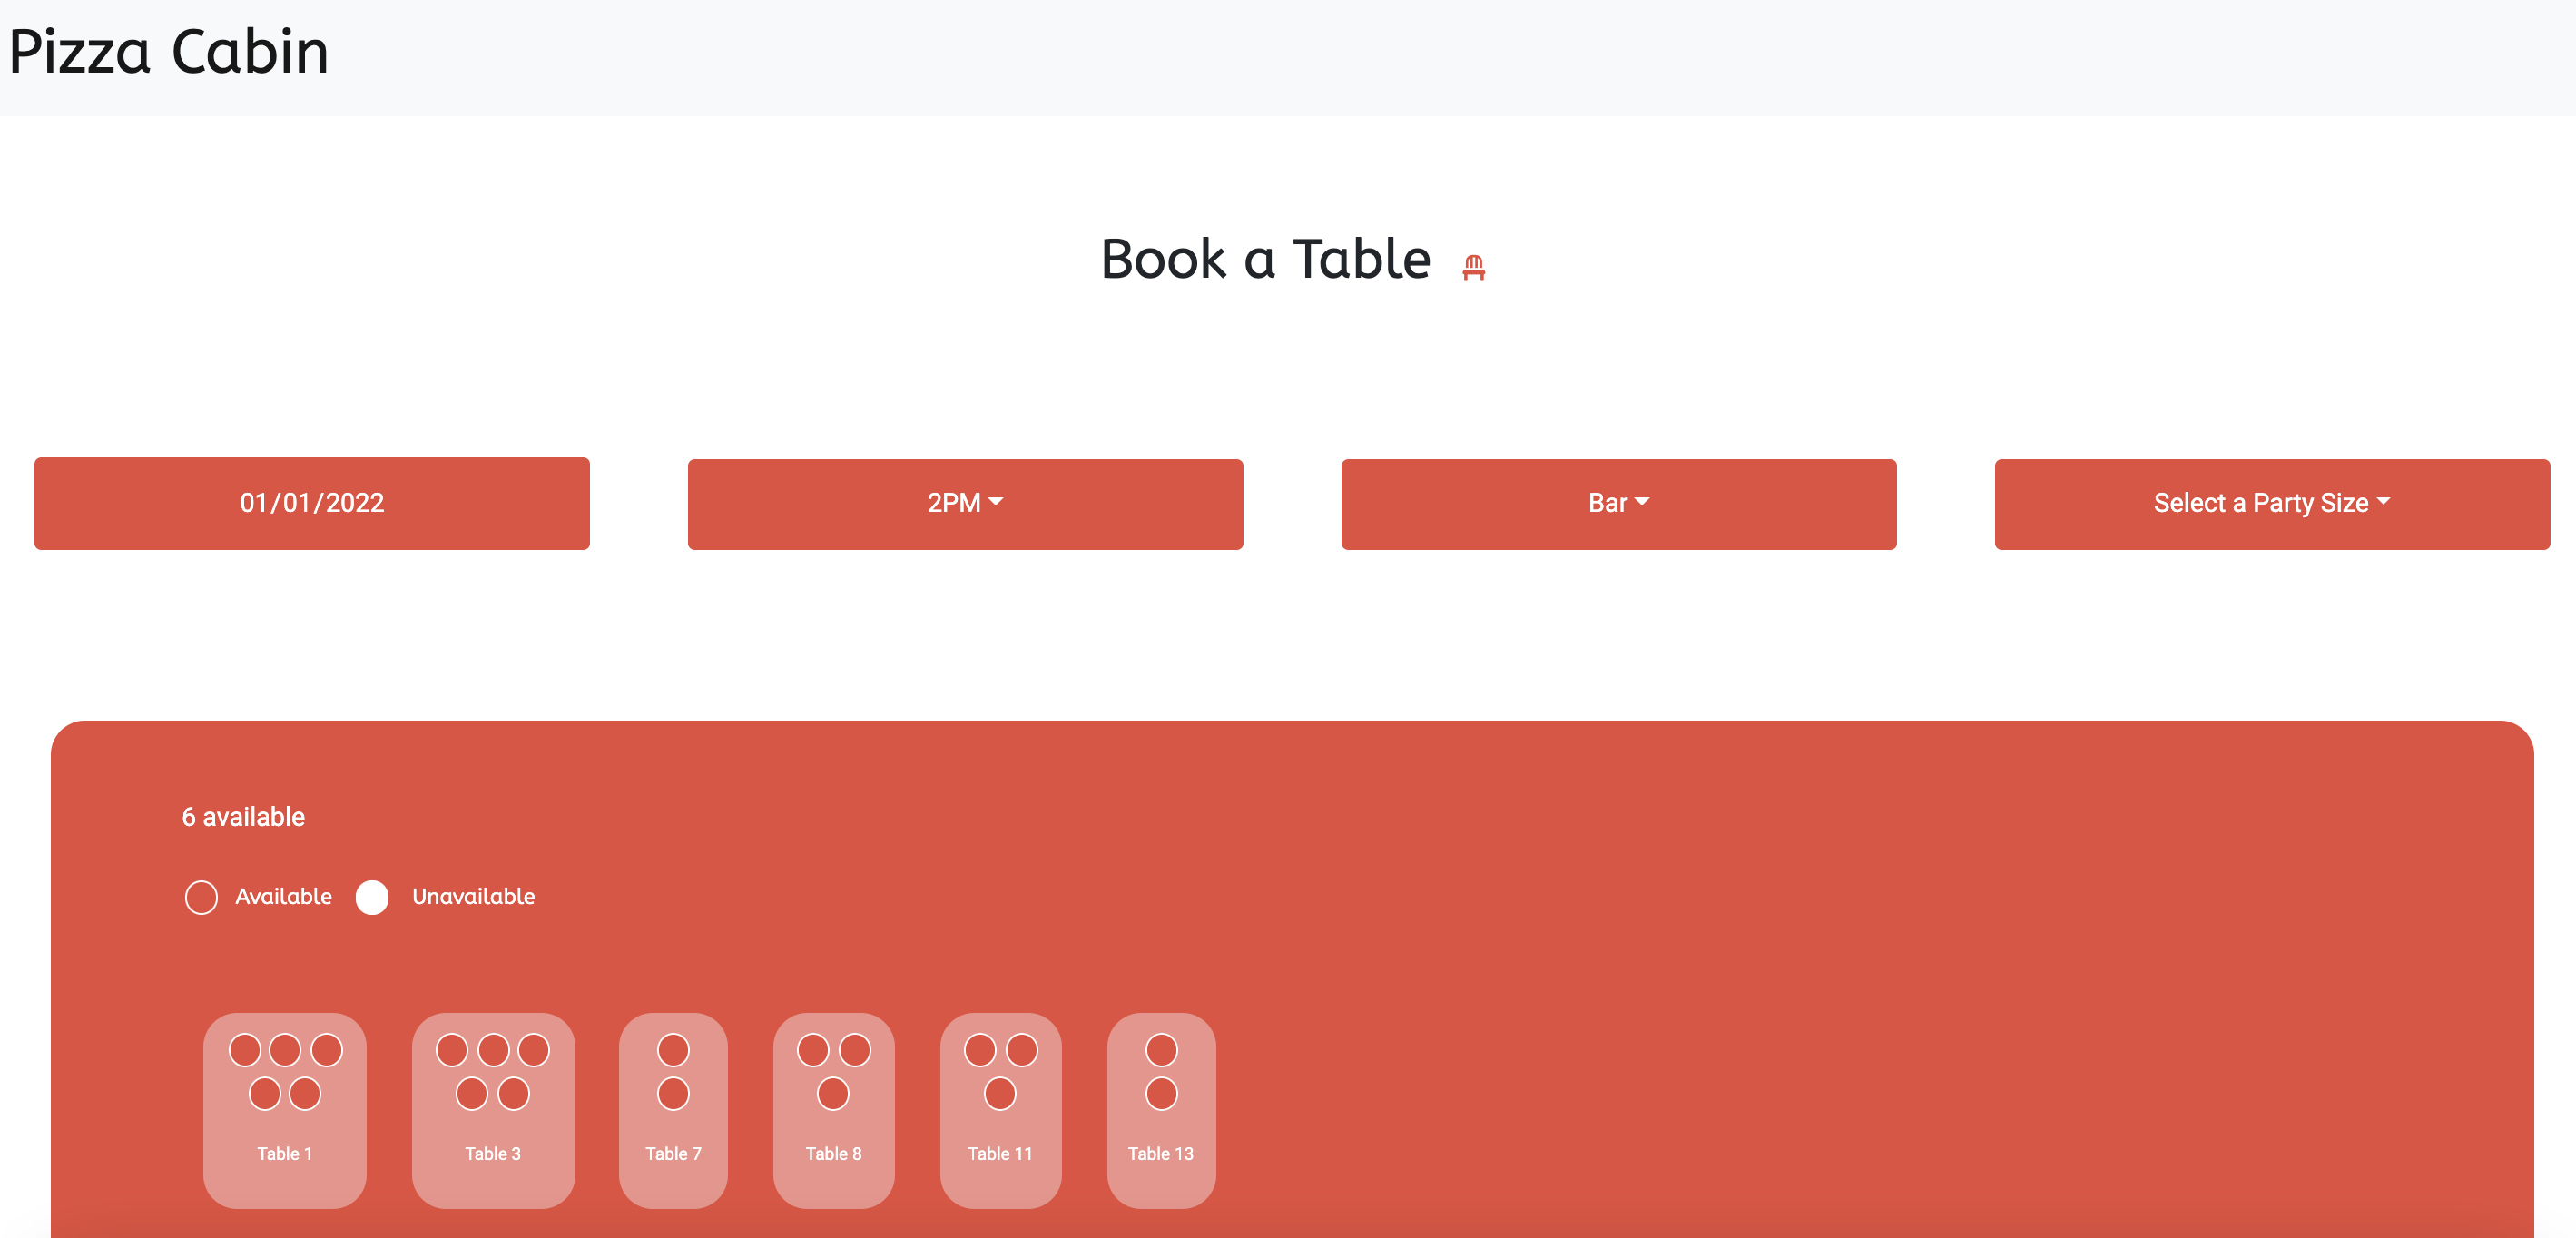 Pizza Cabin
Book a Table
01/01/2022
2PM
Bar
Select a Party Size
6 available
Available
Unavailable
Table 1
Table 3
Table 7
Table 8
Table 11
Table 13